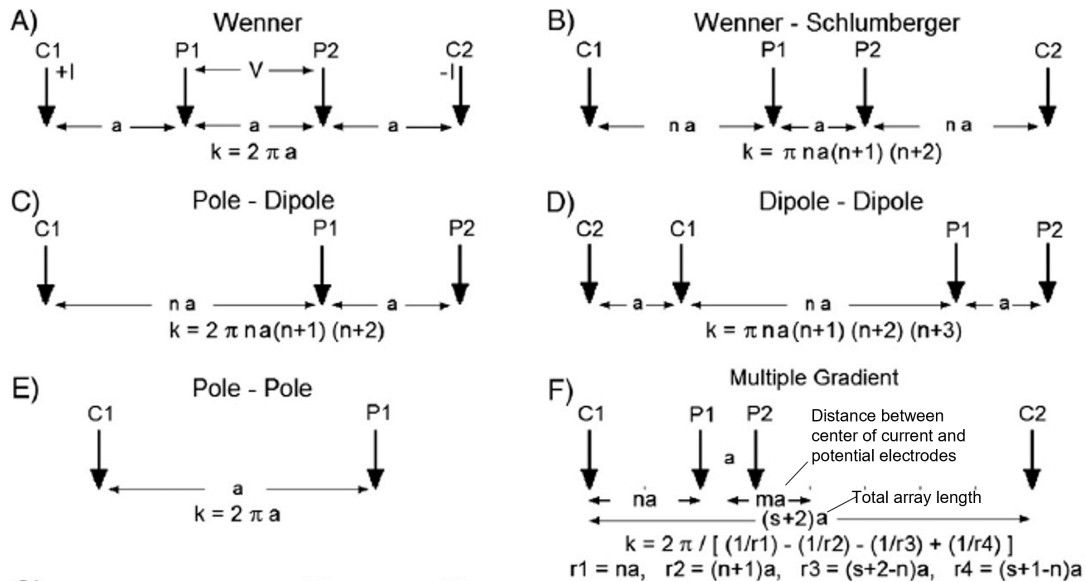 A) Wenner
C1 P1 P2 C2
+I V -I
a a a
k = 2 π a
B) Wenner - Schlumberger
C1 P1 P2 C2
n a a n a
k = π n a(n+1) (n+2)
C) Pole - Dipole
C1 P1 P2
n a a
k = 2 π n a(n+1) (n+2)
D) Dipole - Dipole
C2 C1 P1 P2
a n a a
k = π n a(n+1) (n+2) (n+3)
E) Pole - Pole
C1 P1
a
k = 2 π a
F) Multiple Gradient
C1 P1 P2 C2
Distance between
center of current and
potential electrodes
a
na ma
Total array length
(s+2)a
k = 2 π / [ (1/r1) - (1/r2) - (1/r3) + (1/r4) ]
r1 = na, r2 = (n+1)a, r3 = (s+2-n)a, r4 = (s+1-n)a